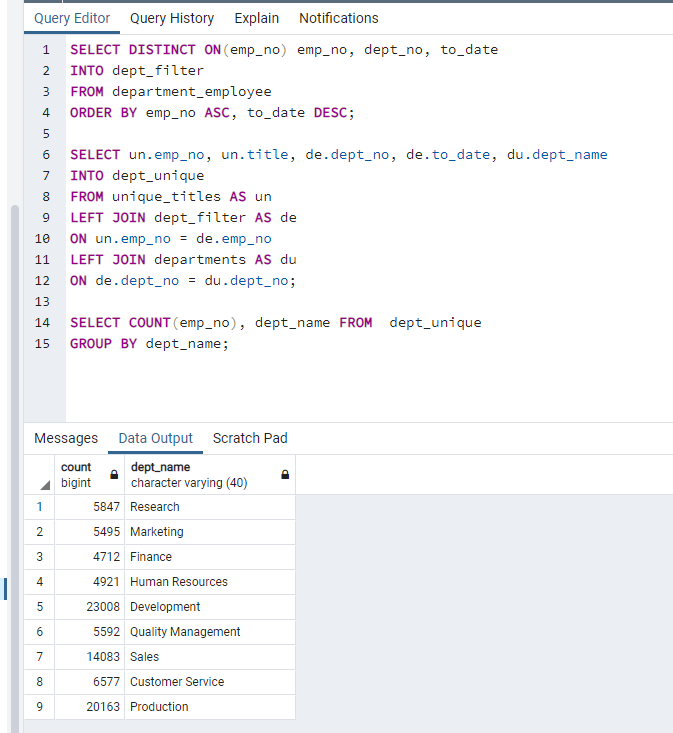 Query Editor Query History Explain Notifications
1 SELECT DISTINCT ON(emp_no) emp_no, dept_no, to_date
2 INTO dept_filter
3 FROM department_employee
4 ORDER BY emp_no ASC, to_date DESC;
5
6 SELECT un.emp_no, un.title, de.dept_no, de.to_date, du.dept_name
7 INTO dept_unique
8 FROM unique_titles AS un
9 LEFT JOIN dept_filter AS de
10 ON un.emp_no = de.emp_no
11 LEFT JOIN departments AS du
12 ON de.dept_no = du.dept_no;
13
14 SELECT COUNT(emp_no), dept_name FROM  dept_unique
15 GROUP BY dept_name;
Messages Data Output Scratch Pad
count dept_name
bigint character varying (40)
1 5847 Research
2 5495 Marketing
3 4712 Finance
4 4921 Human Resources
5 23008 Development
6 5592 Quality Management
7 14083 Sales
8 6577 Customer Service
9 20163 Production